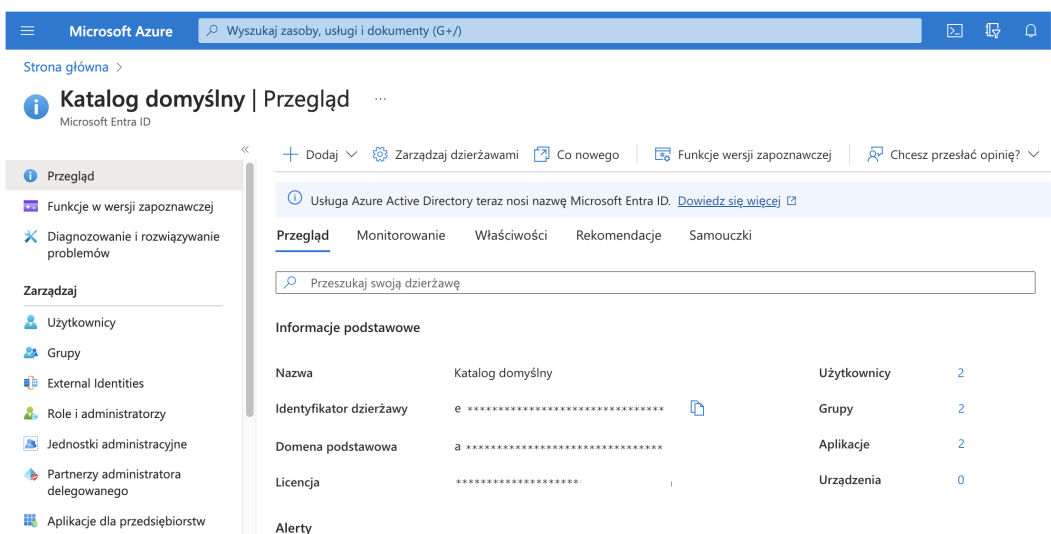 Microsoft Azure
Wyszukaj zasoby, usługi i dokumenty (G+/)
Strona główna >
Katalog domyślny | Przegląd ...
Microsoft Entra ID
Dodaj
Zarządzaj dzierżawami
Co nowego
Funkcje wersji zapoznawczej
Chcesz przesłać opinię?
Przegląd
Funkcje w wersji zapoznawczej
Diagnozowanie i rozwiązywanie
problemów
Zarządzaj
Użytkownicy
Grupy
External Identities
Role i administratorzy
Jednostki administracyjne
Partnerzy administratora
delegowanego
Aplikacje dla przedsiębiorstw
Usługa Azure Active Directory teraz nosi nazwę Microsoft Entra ID. Dowiedz się więcej
Przegląd Monitorowanie Właściwości Rekomendacje Samouczki
Przeszukaj swoją dzierżawę
Informacje podstawowe
Nazwa Katalog domyślny Użytkownicy 2
Identyfikator dzierżawy e ******************************** Grupy 2
Domena podstawowa a ******************************** Aplikacje 2
Licencja ******************** Urządzenia 0
Alerty